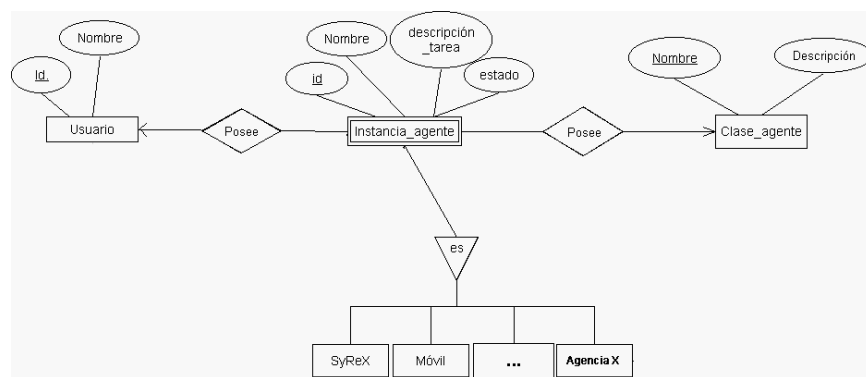 Nombre
Id.
Nombre
descripción
_tarea
id
estado
Nombre
Descripción
Usuario
Posee
Instancia_agente
Posee
Clase_agente
es
SyReX
Móvil
...
Agencia X